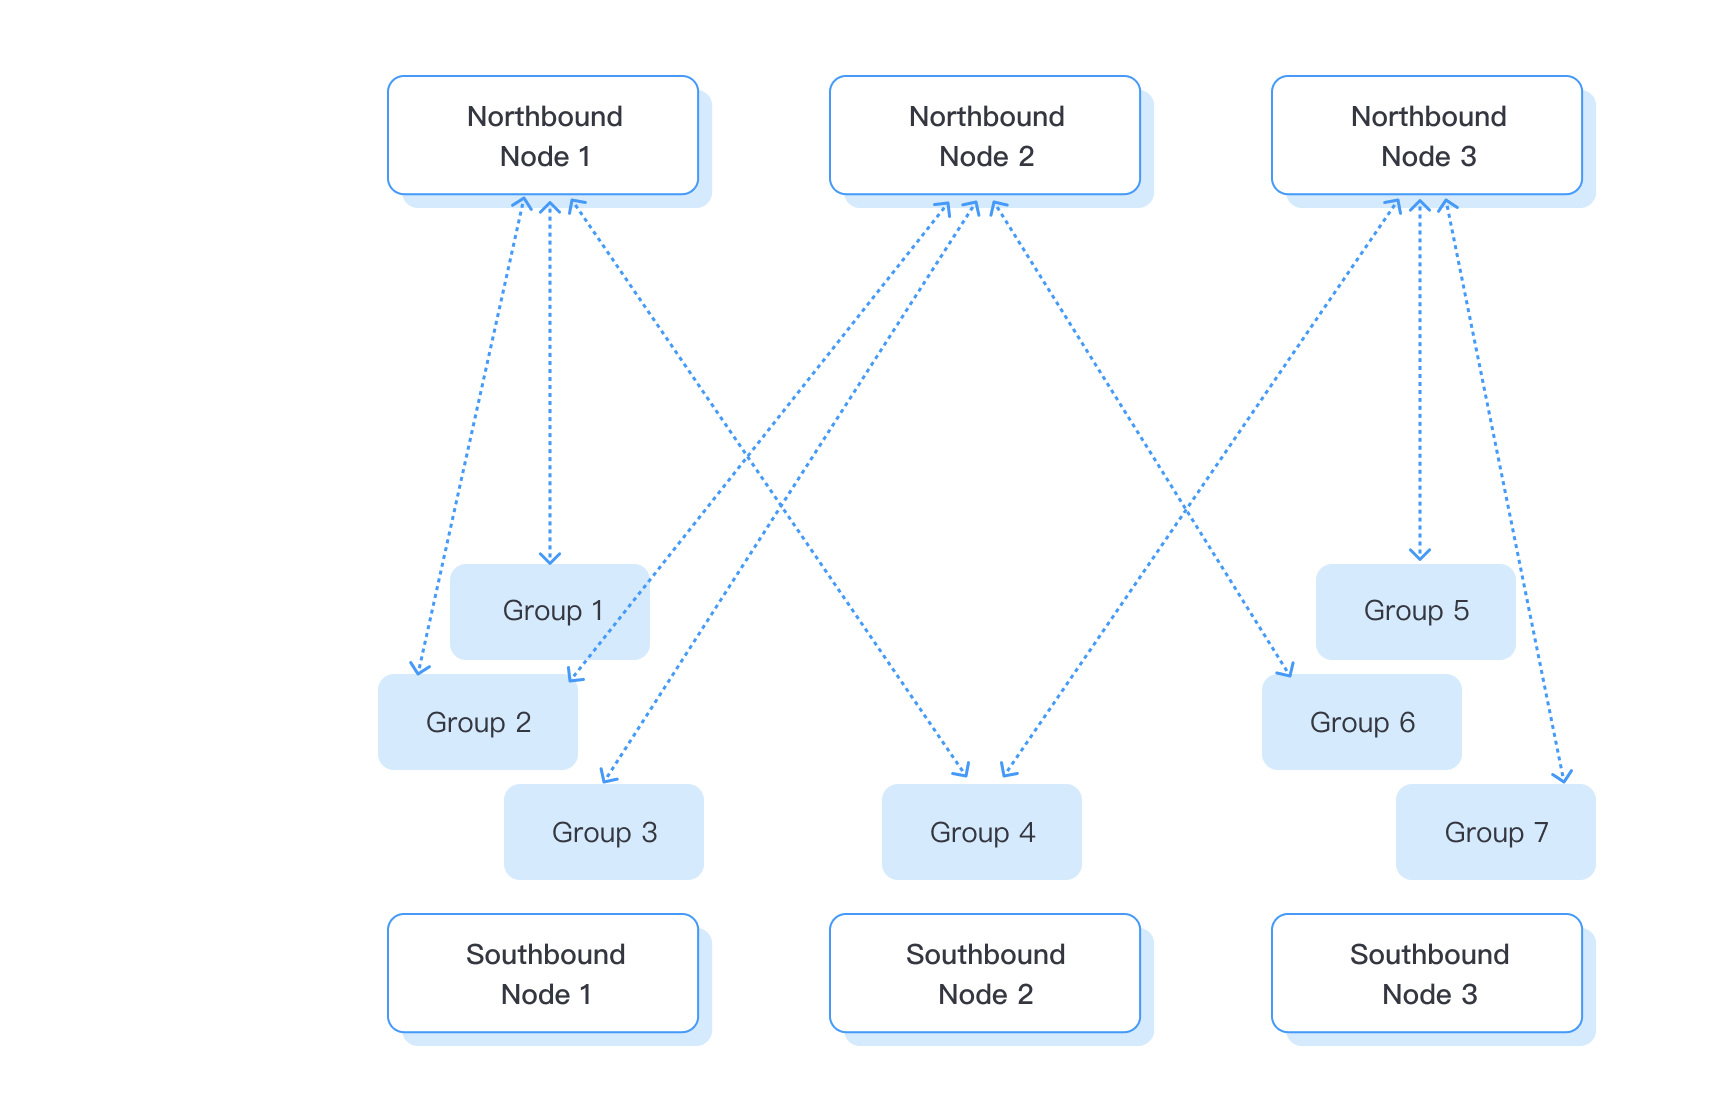 Northbound
Node 1
Northbound
Node 2
Northbound
Node 3
Group 1
Group 5
Group 2
Group 6
Group 3
Group 4
Group 7
Southbound
Node 1
Southbound
Node 2
Southbound
Node 3